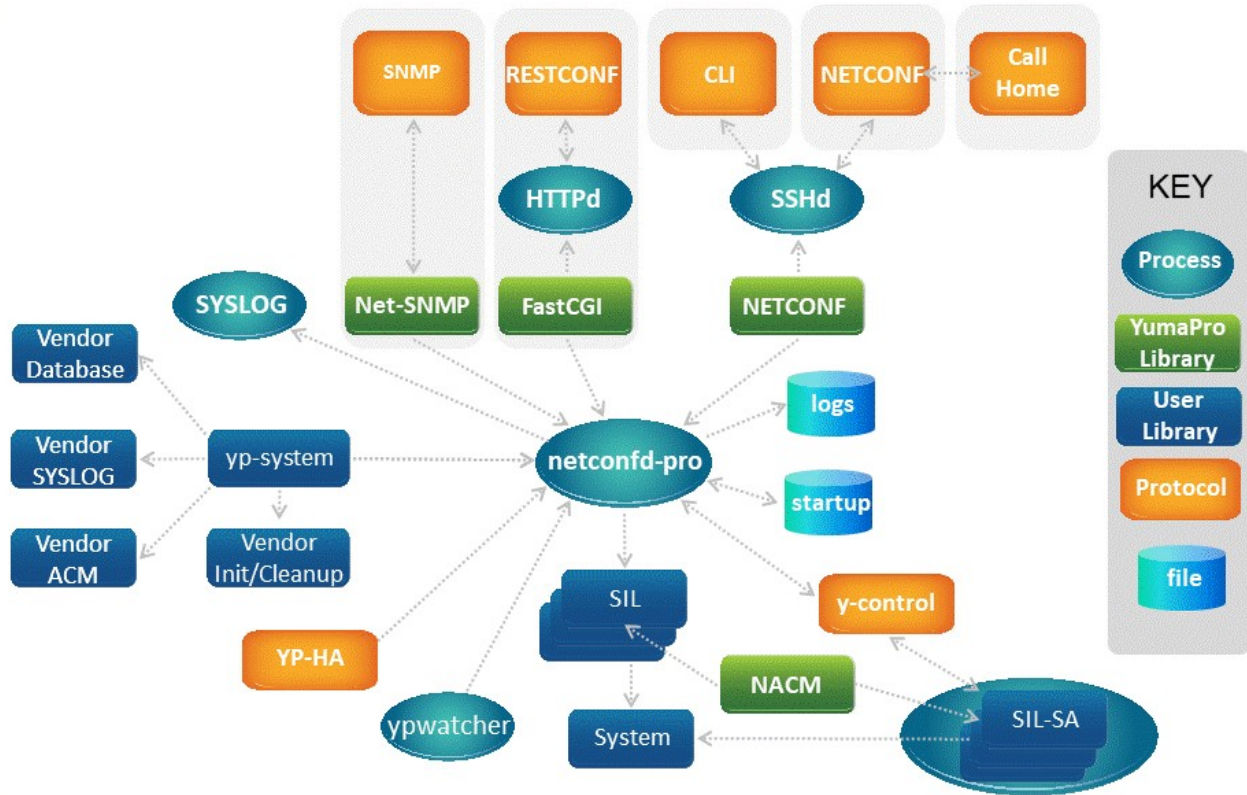 SNMP
RESTCONF
CLI
NETCONF
Call
Home
HTTPd
SSHd
KEY
Process
SYSLOG
Net-SNMP
FastCGI
NETCONF
YumaPro
Library
Vendor
Database
logs
User
Library
Vendor
SYSLOG
yp-system
netconfd-pro
startup
Protocol
Vendor
ACM
Vendor
Init/Cleanup
file
SIL
y-control
YP-HA
NACM
ypwatcher
System
SIL-SA